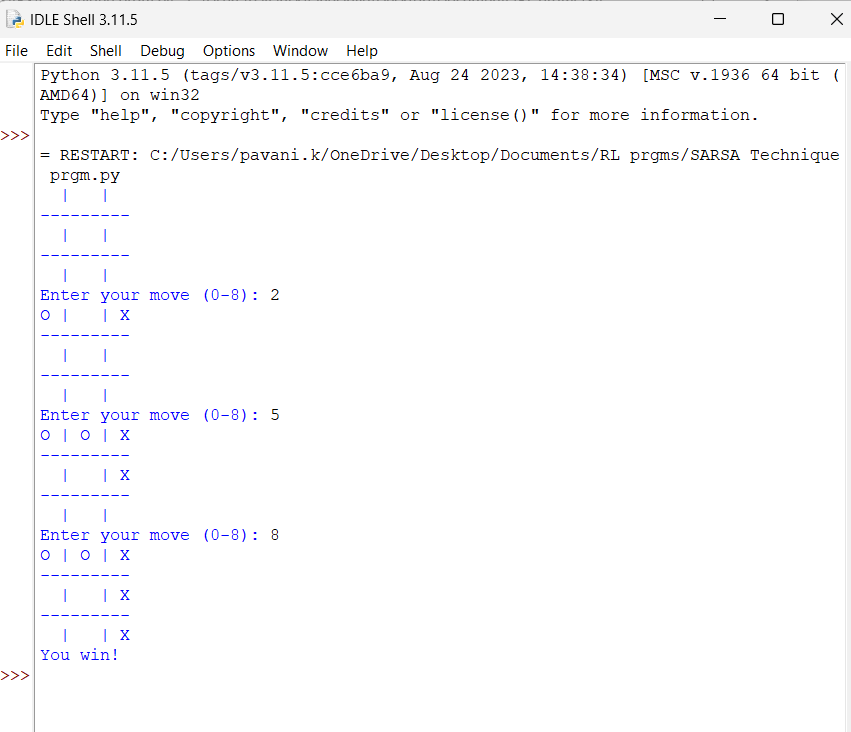 IDLE Shell 3.11.5
File Edit Shell Debug Options Window Help
Python 3.11.5 (tags/v3.11.5:cce6ba9, Aug 24 2023, 14:38:34) [MSC v.1936 64 bit (
AMD64)] on win32
Type "help", "copyright", "credits" or "license()" for more information.
>>>
= RESTART: C:/Users/pavani.k/OneDrive/Desktop/Documents/RL prgms/SARSA Technique
 prgm.py
  |   |  
---------
  |   |  
---------
  |   |  
Enter your move (0-8): 2
O |   | X
---------
  |   |  
---------
  |   |  
Enter your move (0-8): 5
O | O | X
---------
  |   | X
---------
  |   |  
Enter your move (0-8): 8
O | O | X
---------
  |   | X
---------
  |   | X
You win!
>>>